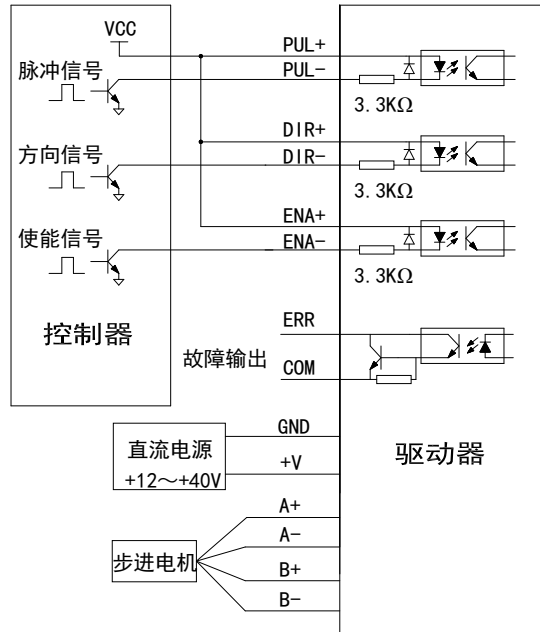 VCC
脉冲信号
方向信号
使能信号
控制器
PUL+
PUL-
3.3KΩ
DIR+
DIR-
3.3KΩ
ENA+
ENA-
3.3KΩ
ERR
故障输出
COM
驱动器
直流电源
+12～+40V
GND
+V
步进电机
A+
A-
B+
B-